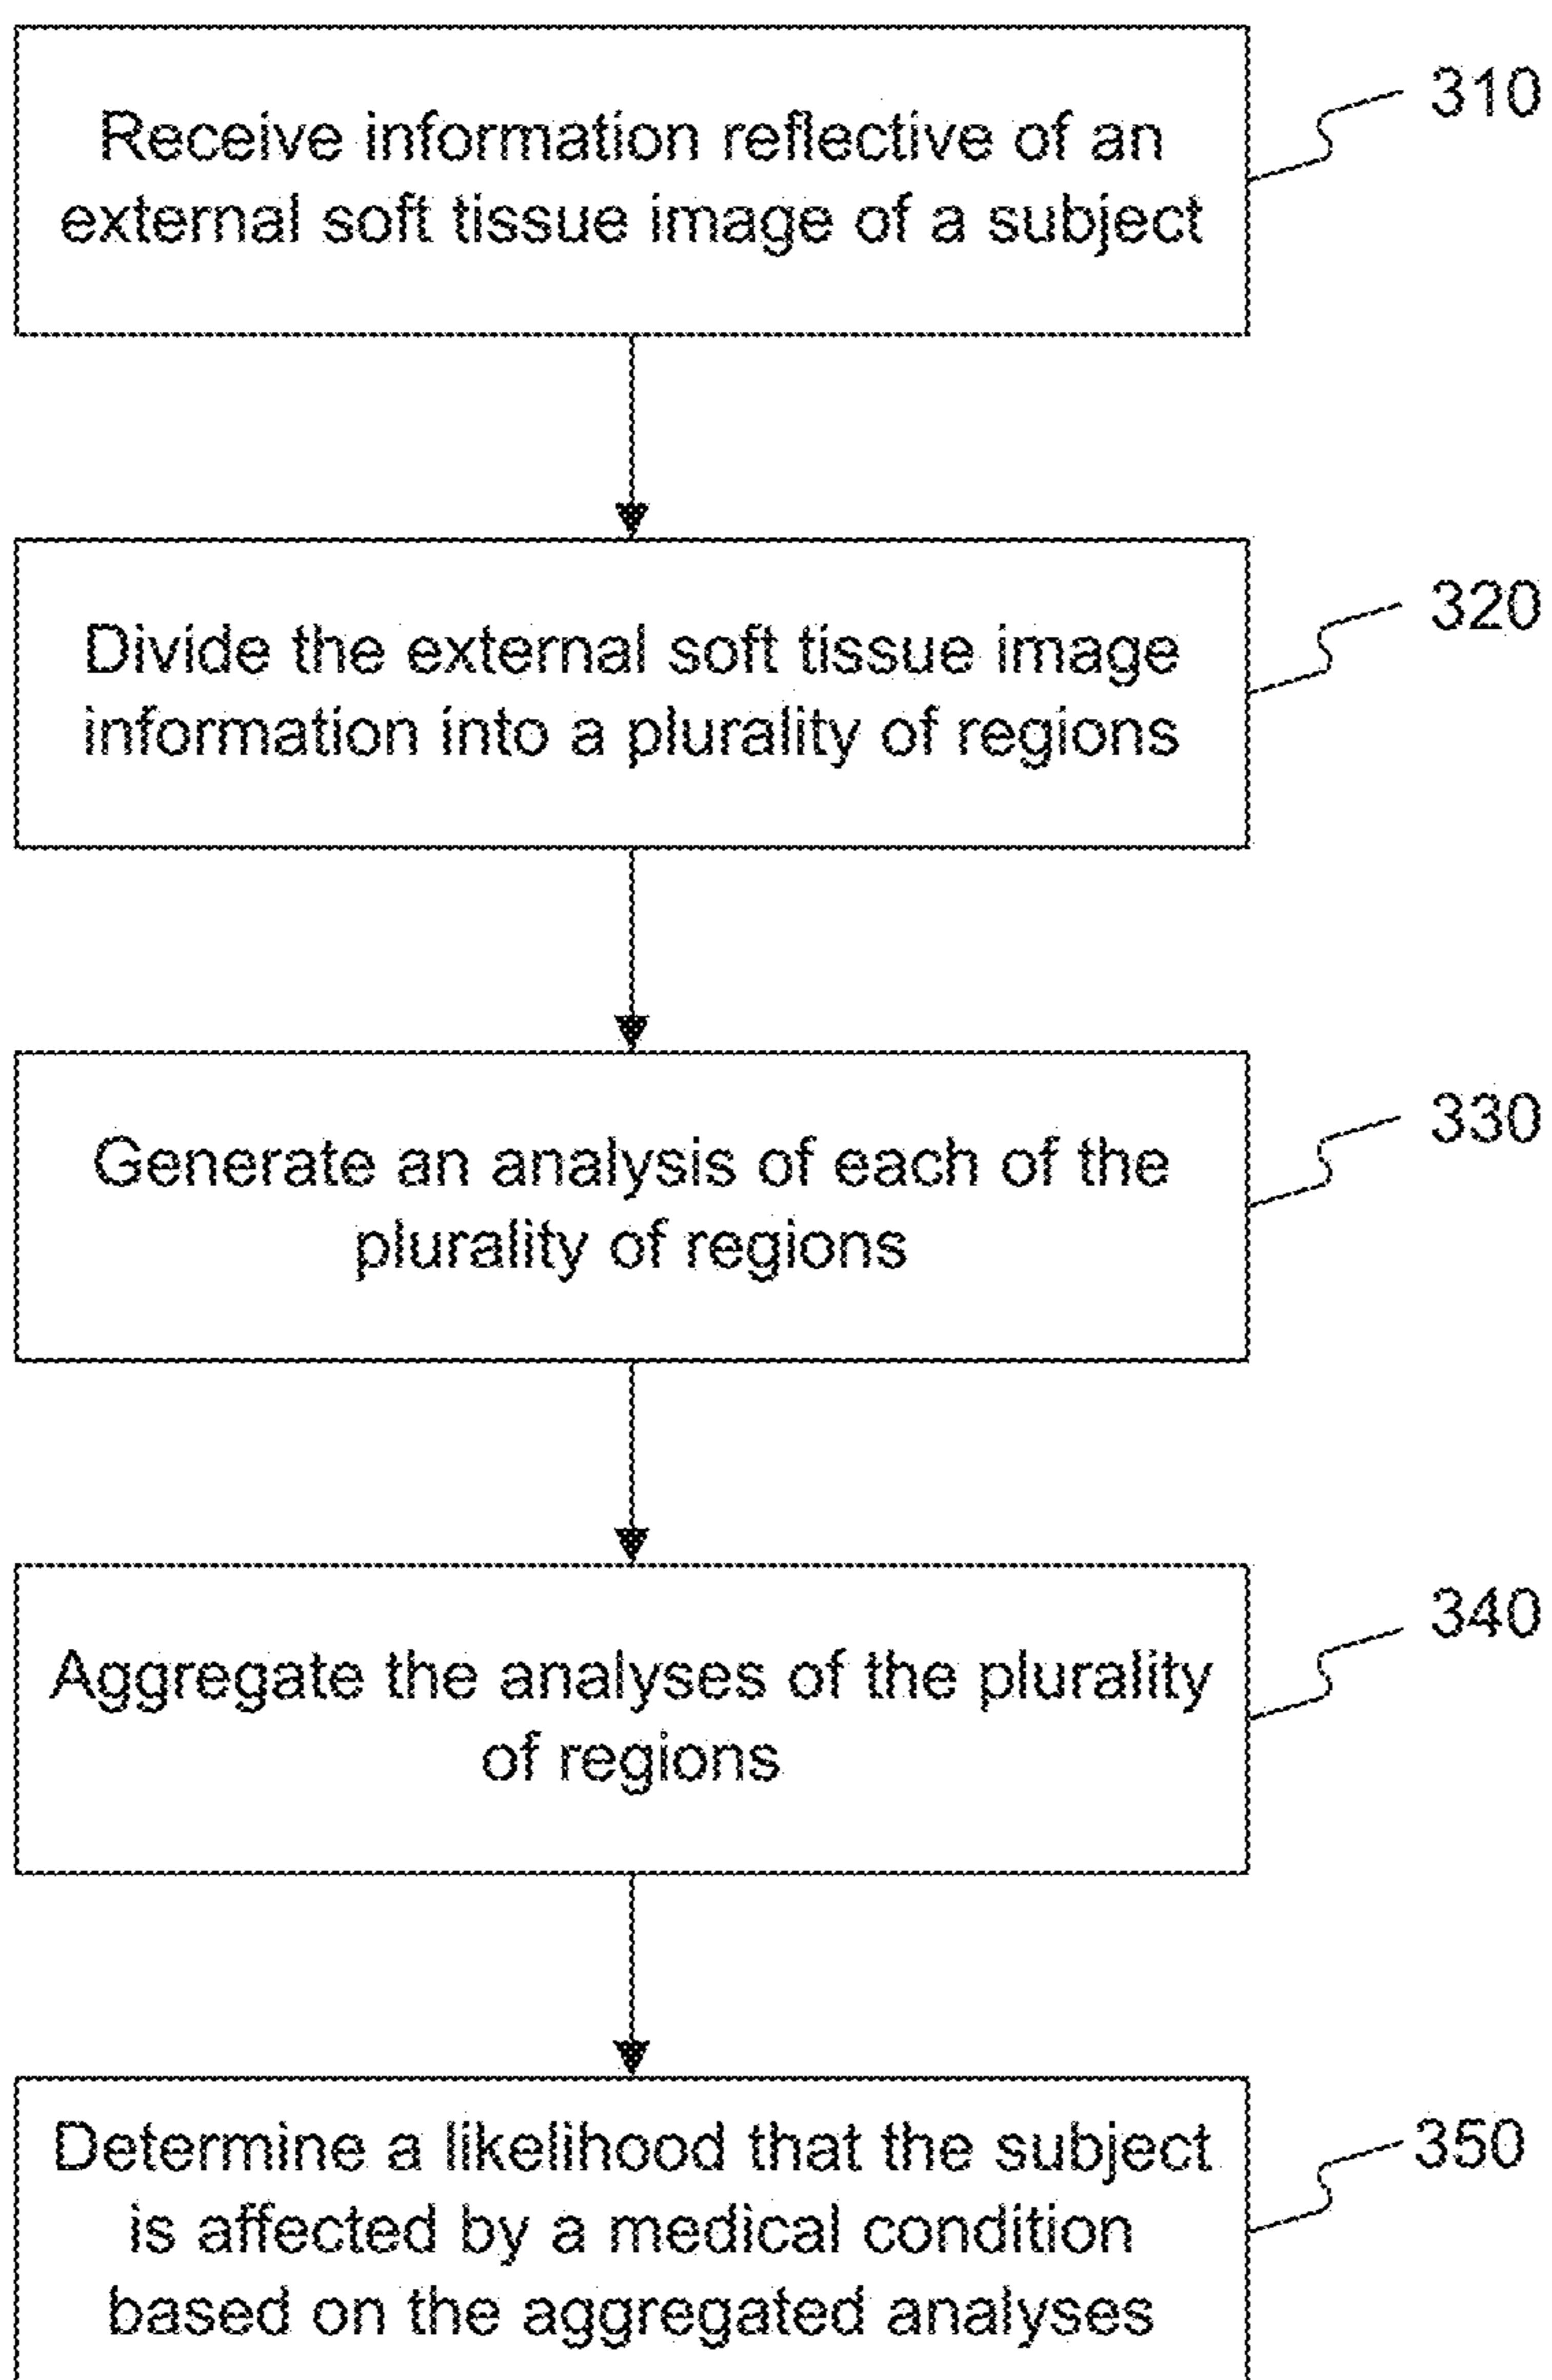 Receive information reflective of an
external soft tissue image of a subject
310
Divide the external soft tissue image
information into a plurality of regions
320
Generate an analysis of each of the
plurality of regions
330
Aggregate the analyses of the plurality
of regions
340
Determine a likelihood that the subject
is affected by a medical condition
based on the aggregated analyses
350